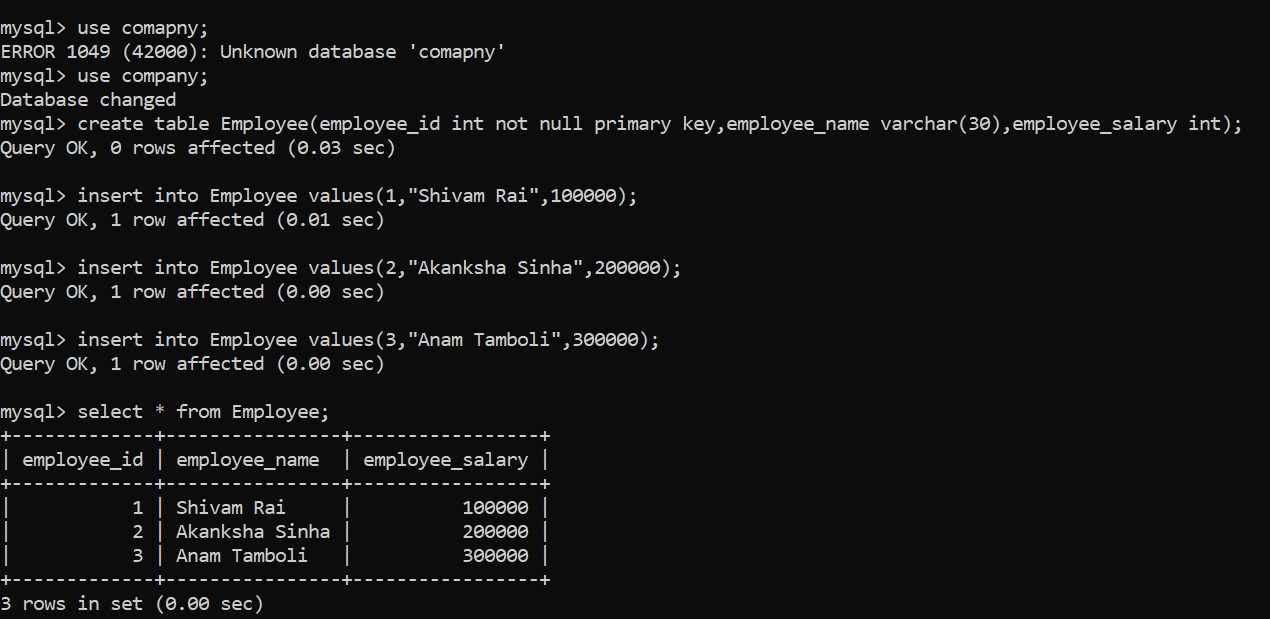 mysql> use comapny;
ERROR 1049 (42000): Unknown database 'comapny'
mysql> use company;
Database changed
mysql> create table Employee(employee_id int not null primary key,employee_name varchar(30),employee_salary int);
Query OK, 0 rows affected (0.03 sec)

mysql> insert into Employee values(1,"Shivam Rai",100000);
Query OK, 1 row affected (0.01 sec)

mysql> insert into Employee values(2,"Akanksha Sinha",200000);
Query OK, 1 row affected (0.00 sec)

mysql> insert into Employee values(3,"Anam Tamboli",300000);
Query OK, 1 row affected (0.00 sec)

mysql> select * from Employee;
+-------------+----------------+-----------------+
| employee_id | employee_name  | employee_salary |
+-------------+----------------+-----------------+
|           1 | Shivam Rai     |          100000 |
|           2 | Akanksha Sinha |          200000 |
|           3 | Anam Tamboli   |          300000 |
+-------------+----------------+-----------------+
3 rows in set (0.00 sec)